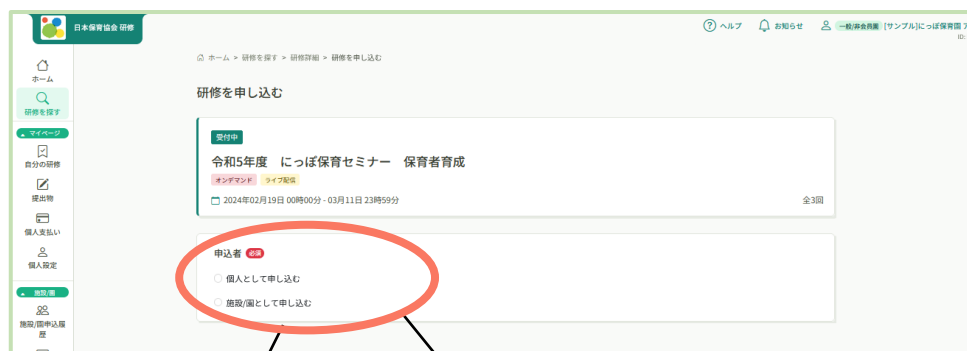 日本保育協会 研修
ヘルプ
お知らせ
一般/非会員園
[サンプル]にっぽ保育園
ID:
ホーム
研修を探す
マイページ
自分の研修
提出物
個人支払い
個人設定
施設/園
施設/園申込履
歴
ホーム > 研修を探す > 研修詳細 > 研修を申し込む
研修を申し込む
受付中
令和5年度 にっぽ保育セミナー 保育者育成
オンデマンド ライブ配信
2024年02月19日 00時00分 - 03月11日 23時59分
全3回
申込者 必須
個人として申し込む
施設/園として申し込む